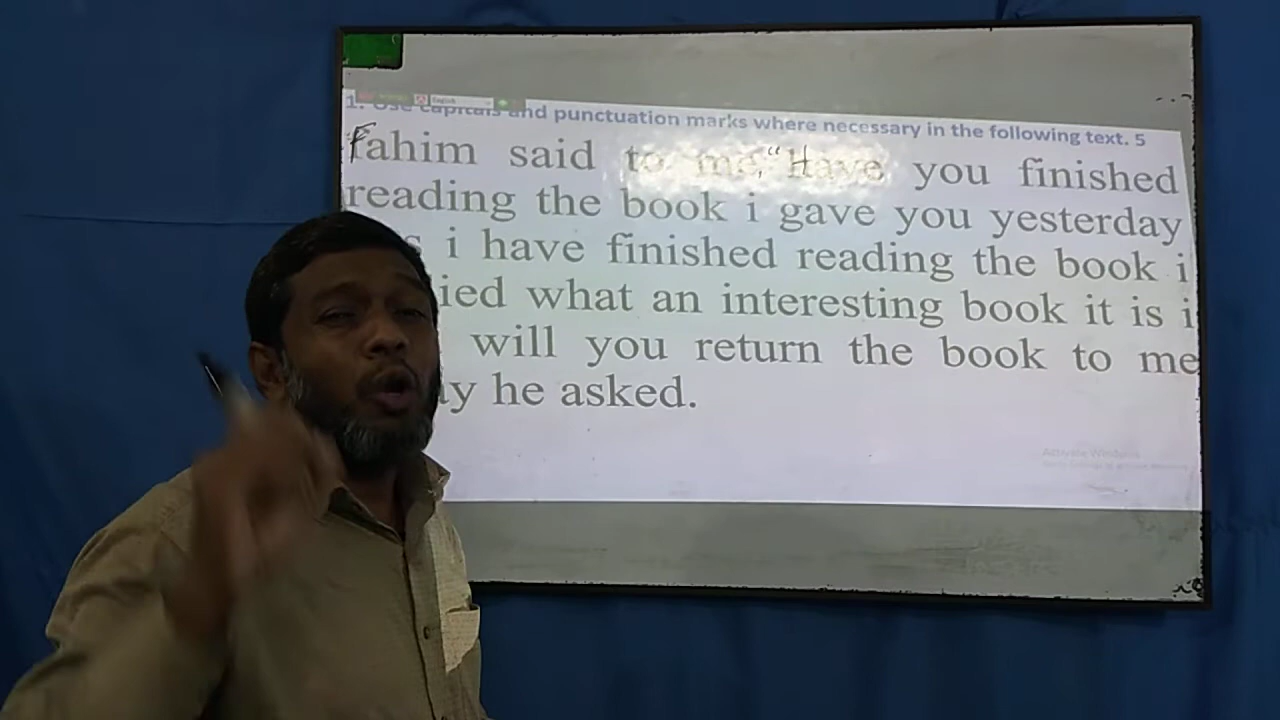 1. Use capitals and punctuation marks where necessary in the following text. 5
Fahim said to me, "Have you finished
reading the book i gave you yesterday
i have finished reading the book i
what an interesting book it is i
will you return the book to me
he asked.
Activate Windows